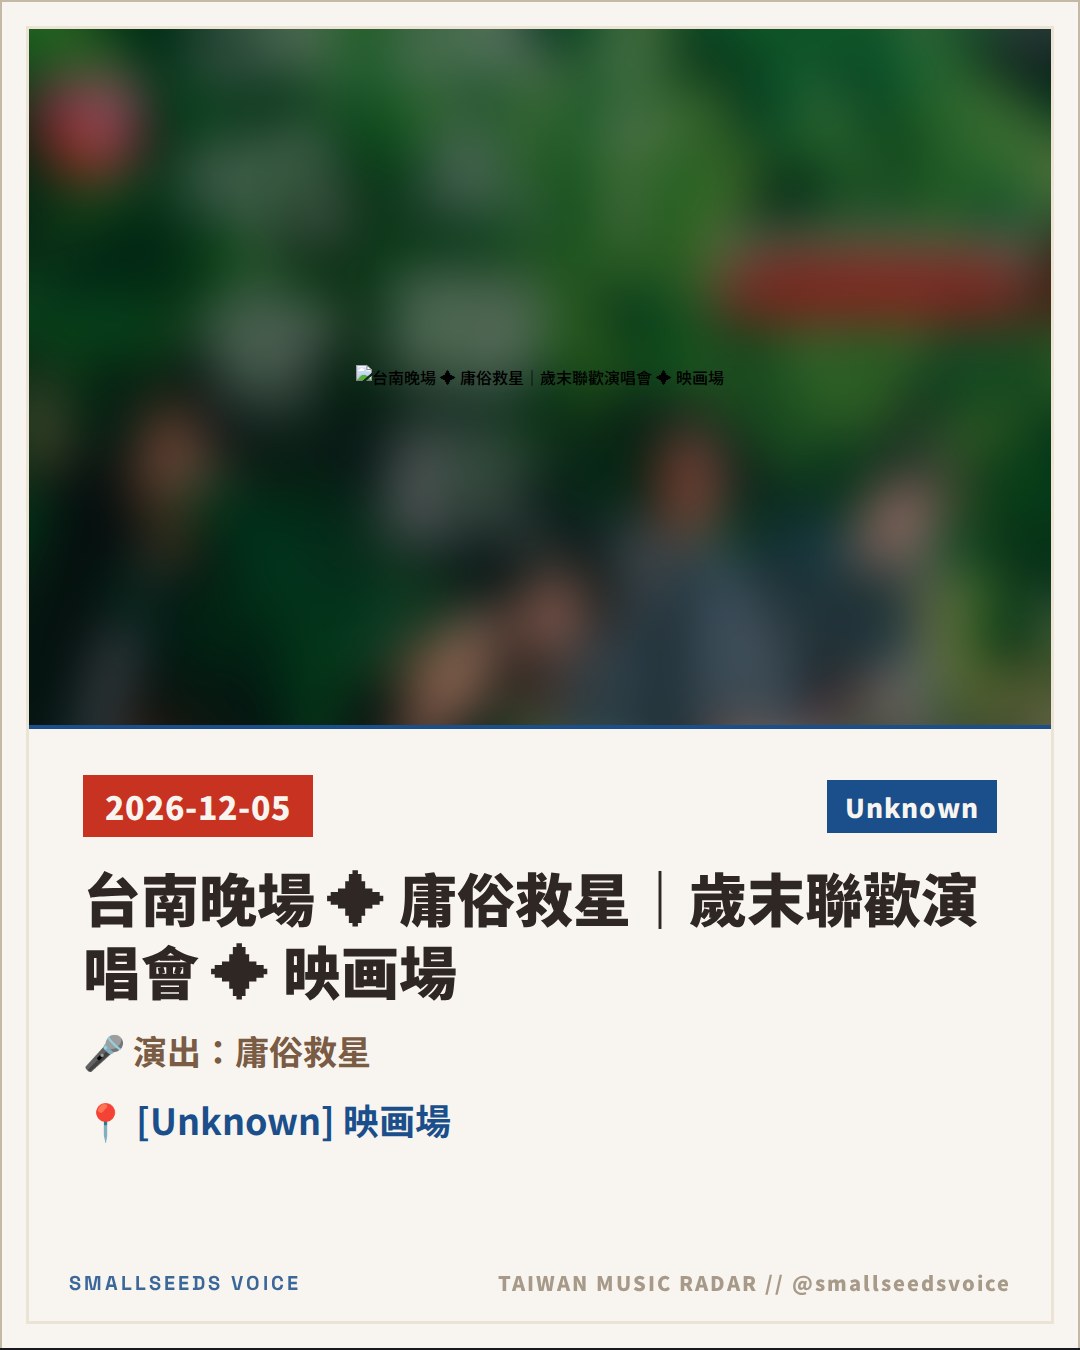 台南晚場 ✦ 庸俗救星｜歲末聯歡演唱會 ✦ 映画場
2026-12-05
Unknown
台南晚場 ✦ 庸俗救星｜歲末聯歡演
唱會 ✦ 映画場
🎤 演出：庸俗救星
📍 [Unknown] 映画場
SMALLSEEDS VOICE
TAIWAN MUSIC RADAR // @smallseedsvoice